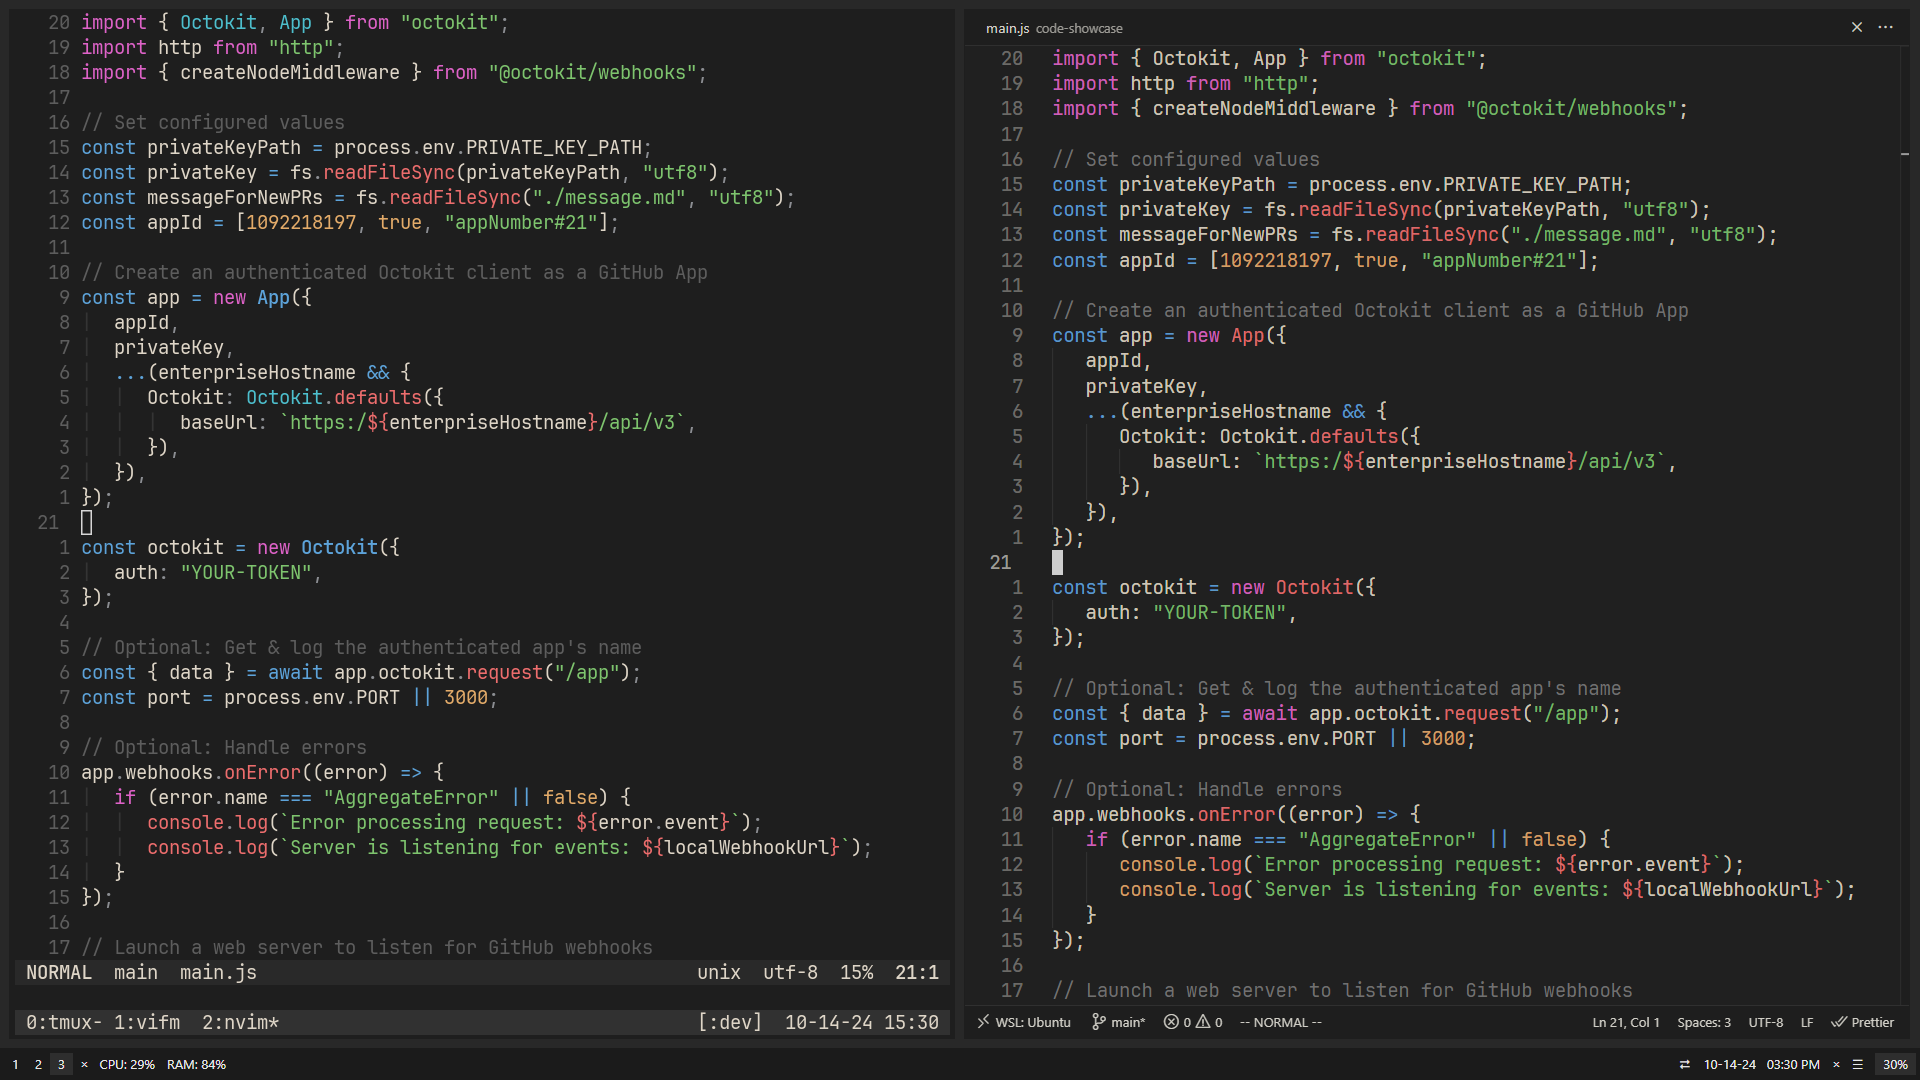 20 import { Octokit, App } from "octokit";
19 import http from "http";
18 import { createNodeMiddleware } from "@octokit/webhooks";
17
16 // Set configured values
15 const privateKeyPath = process.env.PRIVATE_KEY_PATH;
14 const privateKey = fs.readFileSync(privateKeyPath, "utf8");
13 const messageForNewPRs = fs.readFileSync("./message.md", "utf8");
12 const appId = [1092218197, true, "appNumber#21"];
11
10 // Create an authenticated Octokit client as a GitHub App
9 const app = new App({
8 appId,
7 privateKey,
6 ...(enterpriseHostname && {
5 Octokit: Octokit.defaults({
4 baseUrl: `https:/${enterpriseHostname}/api/v3`,
3 }),
2 }),
1 });
21
1 const octokit = new Octokit({
2 auth: "YOUR-TOKEN",
3 });
4
5 // Optional: Get & log the authenticated app's name
6 const { data } = await app.octokit.request("/app");
7 const port = process.env.PORT || 3000;
8
9 // Optional: Handle errors
10 app.webhooks.onError((error) => {
11 if (error.name === "AggregateError" || false) {
12 console.log(`Error processing request: ${error.event}`);
13 console.log(`Server is listening for events: ${localWebhookUrl}`);
14 }
15 });
16
17 // Launch a web server to listen for GitHub webhooks
NORMAL main main.js unix utf-8 15% 21:1
0:tmux- 1:vifm 2:nvim* [:dev] 10-14-24 15:30
main.js code-showcase
20 import { Octokit, App } from "octokit";
19 import http from "http";
18 import { createNodeMiddleware } from "@octokit/webhooks";
17
16 // Set configured values
15 const privateKeyPath = process.env.PRIVATE_KEY_PATH;
14 const privateKey = fs.readFileSync(privateKeyPath, "utf8");
13 const messageForNewPRs = fs.readFileSync("./message.md", "utf8");
12 const appId = [1092218197, true, "appNumber#21"];
11
10 // Create an authenticated Octokit client as a GitHub App
9 const app = new App({
8 appId,
7 privateKey,
6 ...(enterpriseHostname && {
5 Octokit: Octokit.defaults({
4 baseUrl: `https:/${enterpriseHostname}/api/v3`,
3 }),
2 }),
1 });
21
1 const octokit = new Octokit({
2 auth: "YOUR-TOKEN",
3 });
4
5 // Optional: Get & log the authenticated app's name
6 const { data } = await app.octokit.request("/app");
7 const port = process.env.PORT || 3000;
8
9 // Optional: Handle errors
10 app.webhooks.onError((error) => {
11 if (error.name === "AggregateError" || false) {
12 console.log(`Error processing request: ${error.event}`);
13 console.log(`Server is listening for events: ${localWebhookUrl}`);
14 }
15 });
16
17 // Launch a web server to listen for GitHub webhooks
WSL: Ubuntu main* 0 0 -- NORMAL -- Ln 21, Col 1 Spaces: 3 UTF-8 LF Prettier
1 2 3 × CPU: 29% RAM: 84% 10-14-24 03:30 PM × 30%